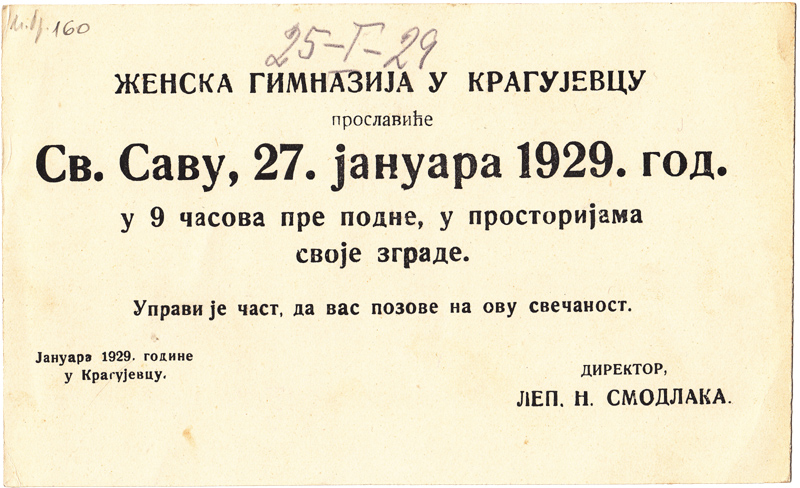 160
25-I-29
ЖЕНСКА ГИМНАЗИЈА У КРАГУЈЕВЦУ
прославиће
Св. Саву, 27. јануара 1929. год.
у 9 часова пре подне, у просторијама
своје зграде.
Управи је част, да вас позове на ову свечаност.
Јануара 1929. године
у Крагујевцу.
ДИРЕКТОР,
ЛЕП. Н. СМОДЛАКА.